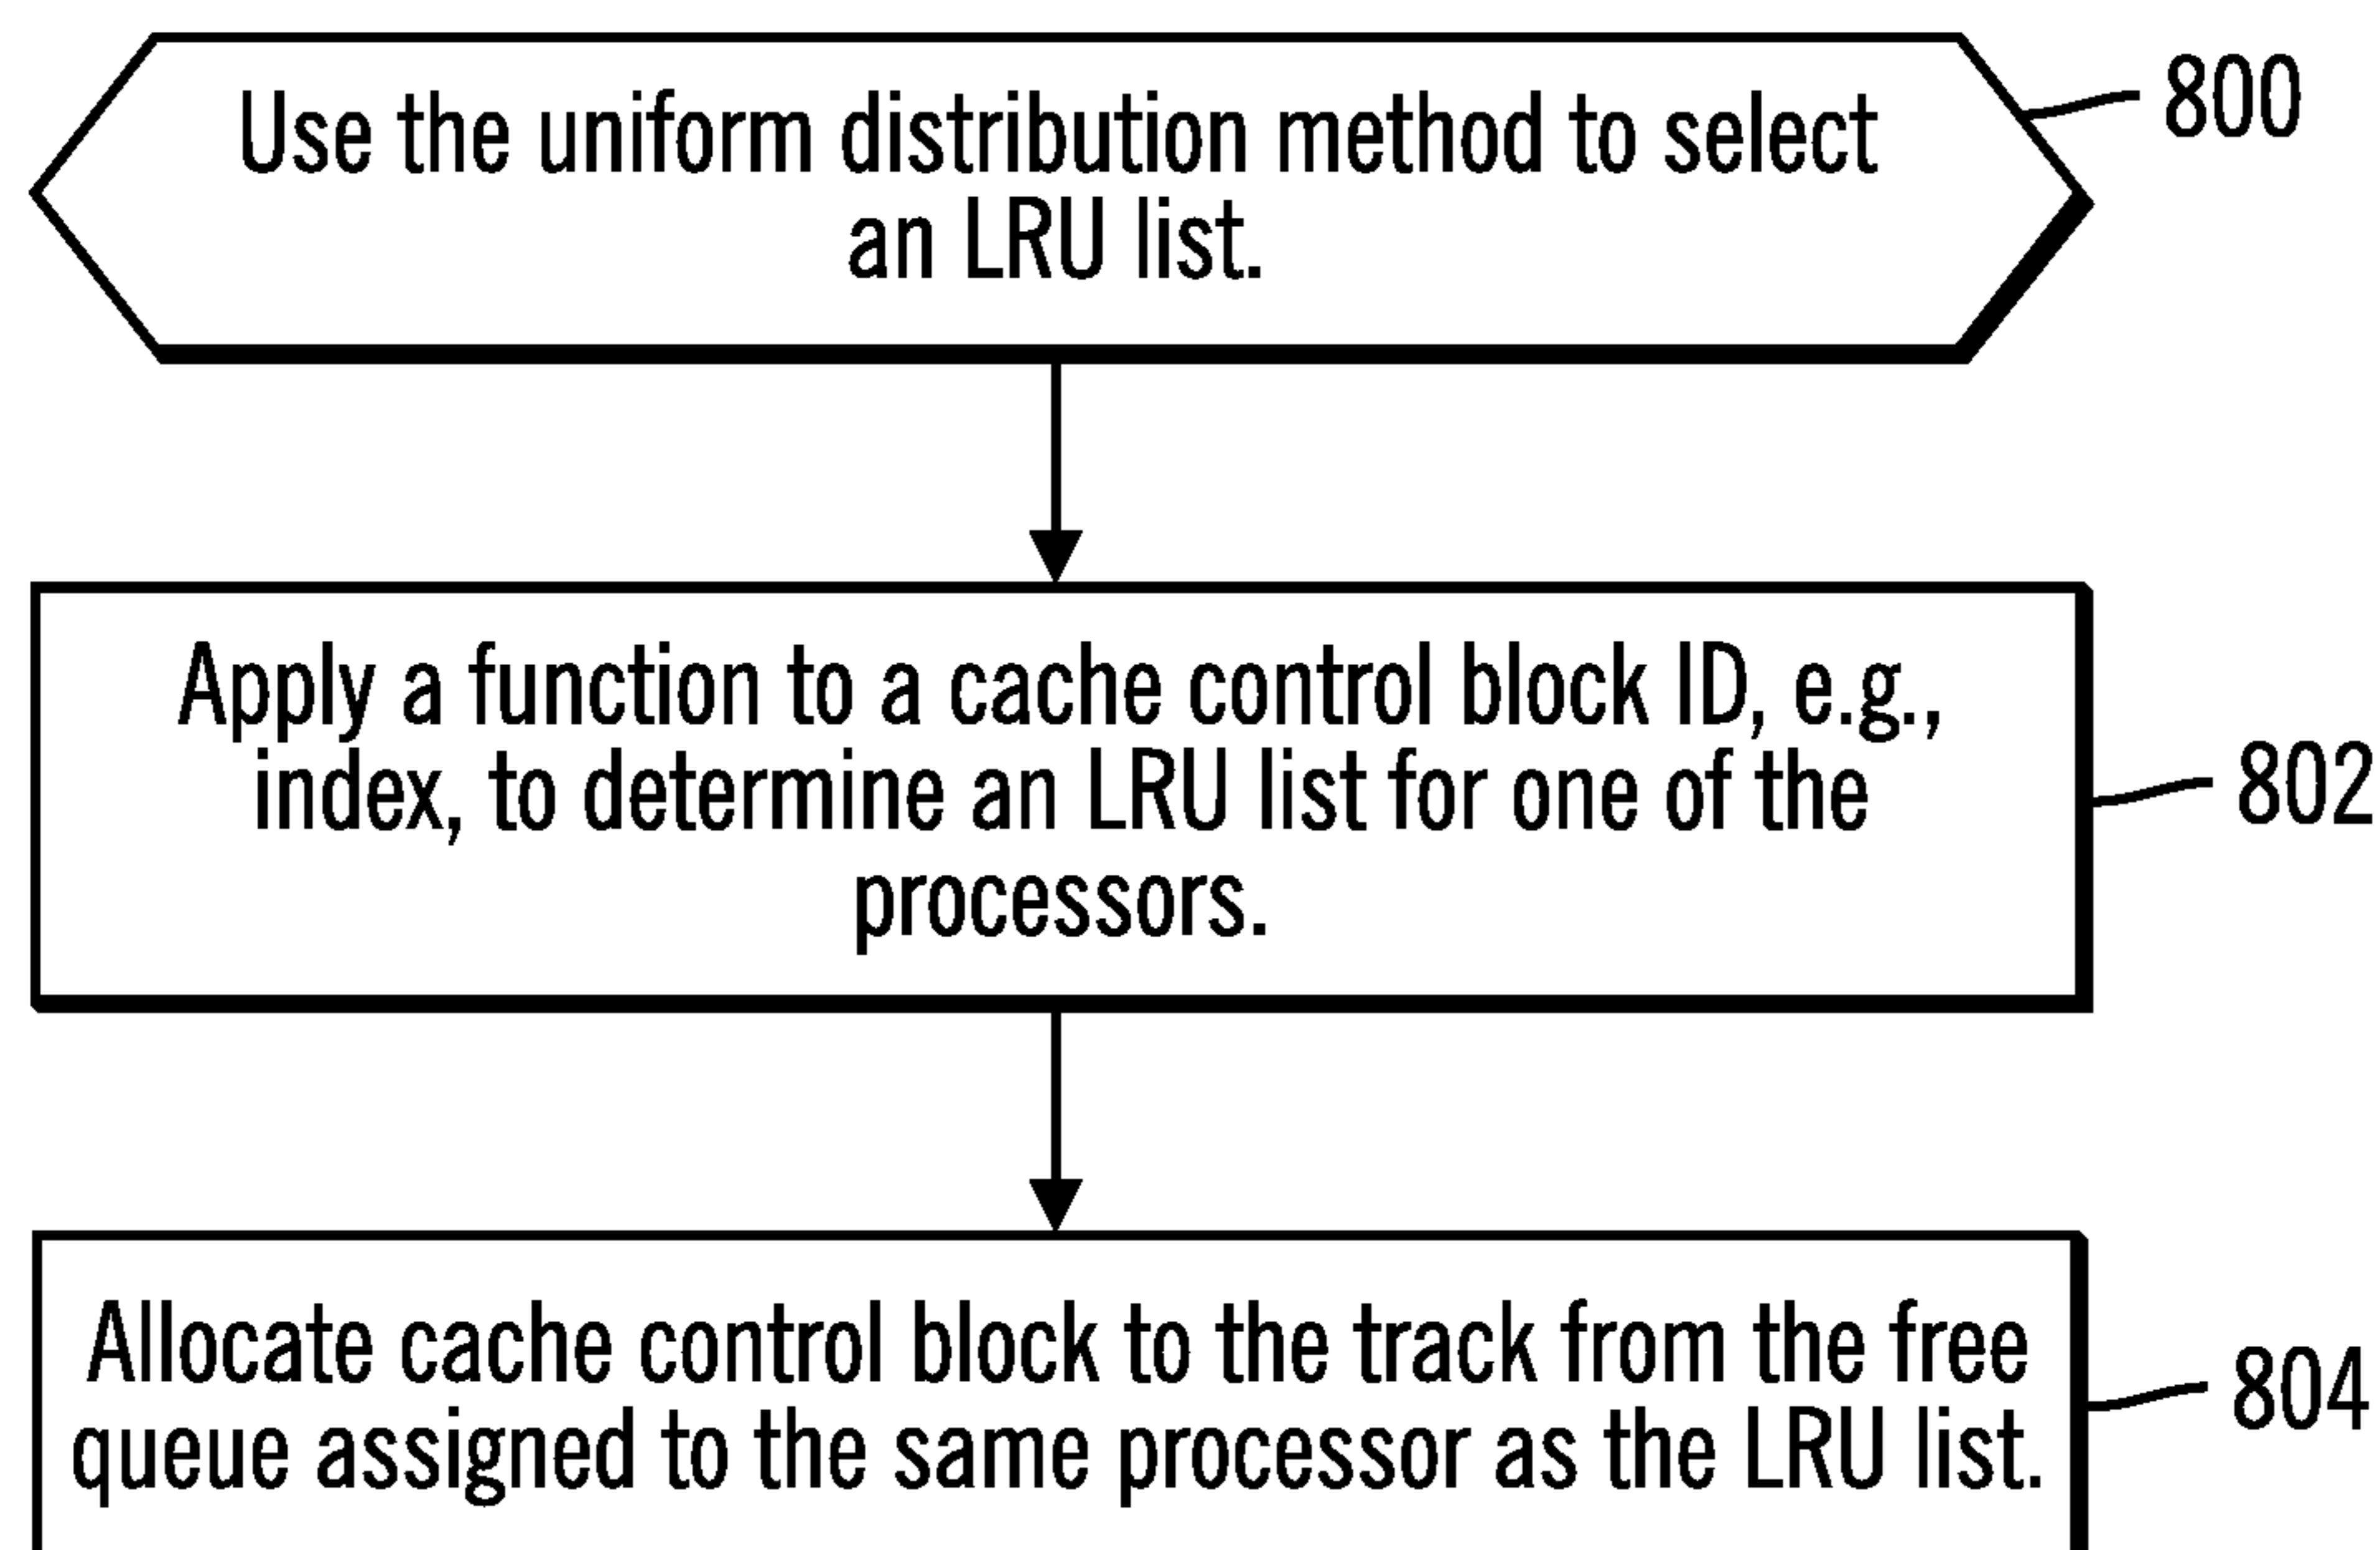 Use the uniform distribution method to select
an LRU list.
800
Apply a function to a cache control block ID, e.g.,
index, to determine an LRU list for one of the
processors.
802
Allocate cache control block to the track from the free
queue assigned to the same processor as the LRU list.
804